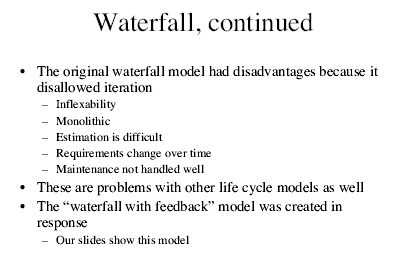 Waterfall, continued
• The original waterfall model had disadvantages because it
disallowed iteration
– Inflexability
– Monolithic
– Estimation is difficult
– Requirements change over time
– Maintenance not handled well
• These are problems with other life cycle models as well
• The “waterfall with feedback” model was created in
response
– Our slides show this model